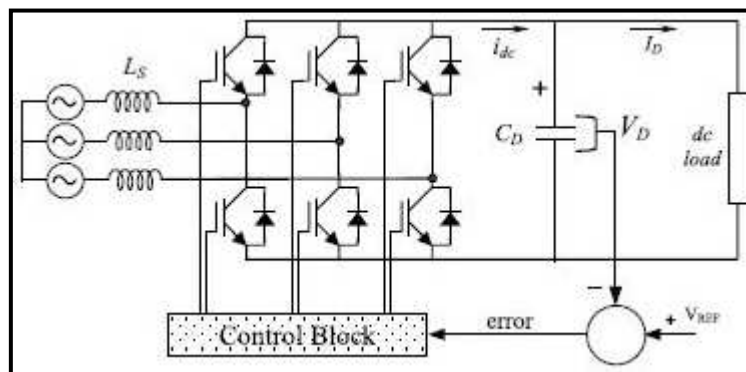 L_S
i_dc
I_D
+
C_D
V_D
dc
load
−
Control Block
error
+ V_REF